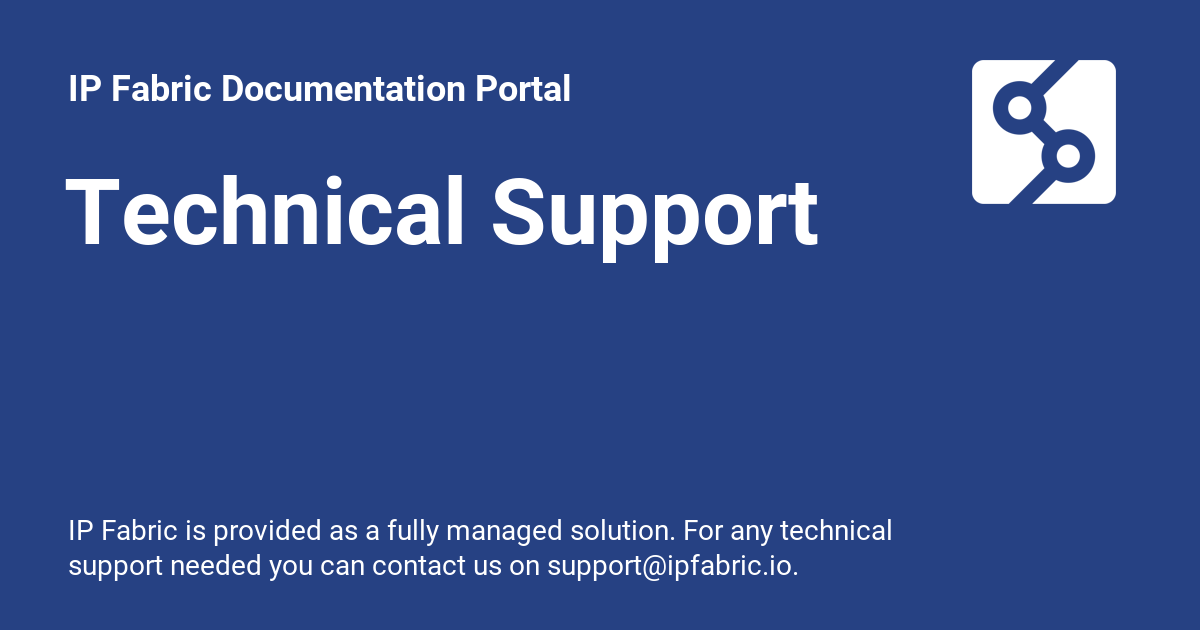 IP Fabric Documentation Portal
Technical Support
IP Fabric is provided as a fully managed solution. For any technical
support needed you can contact us on support@ipfabric.io.